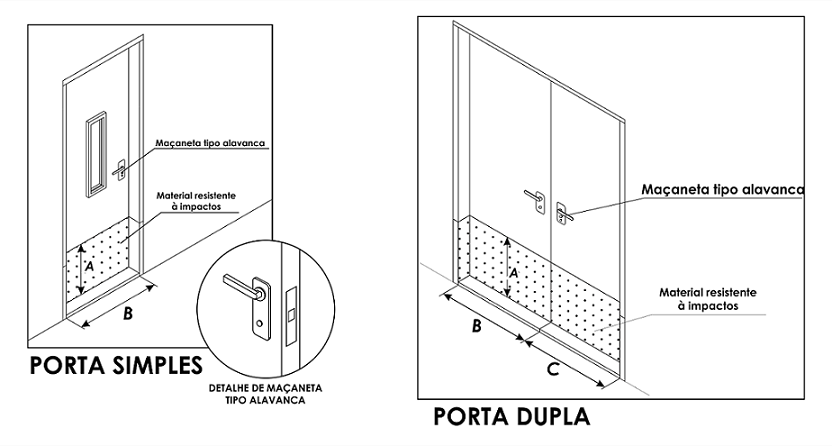 Maçaneta tipo alavanca
Material resistente
à impactos
A
B
PORTA SIMPLES
DETALHE DE MAÇANETA
TIPO ALAVANCA
Maçaneta tipo alavanca
A
Material resistente
à impactos
B
C
PORTA DUPLA